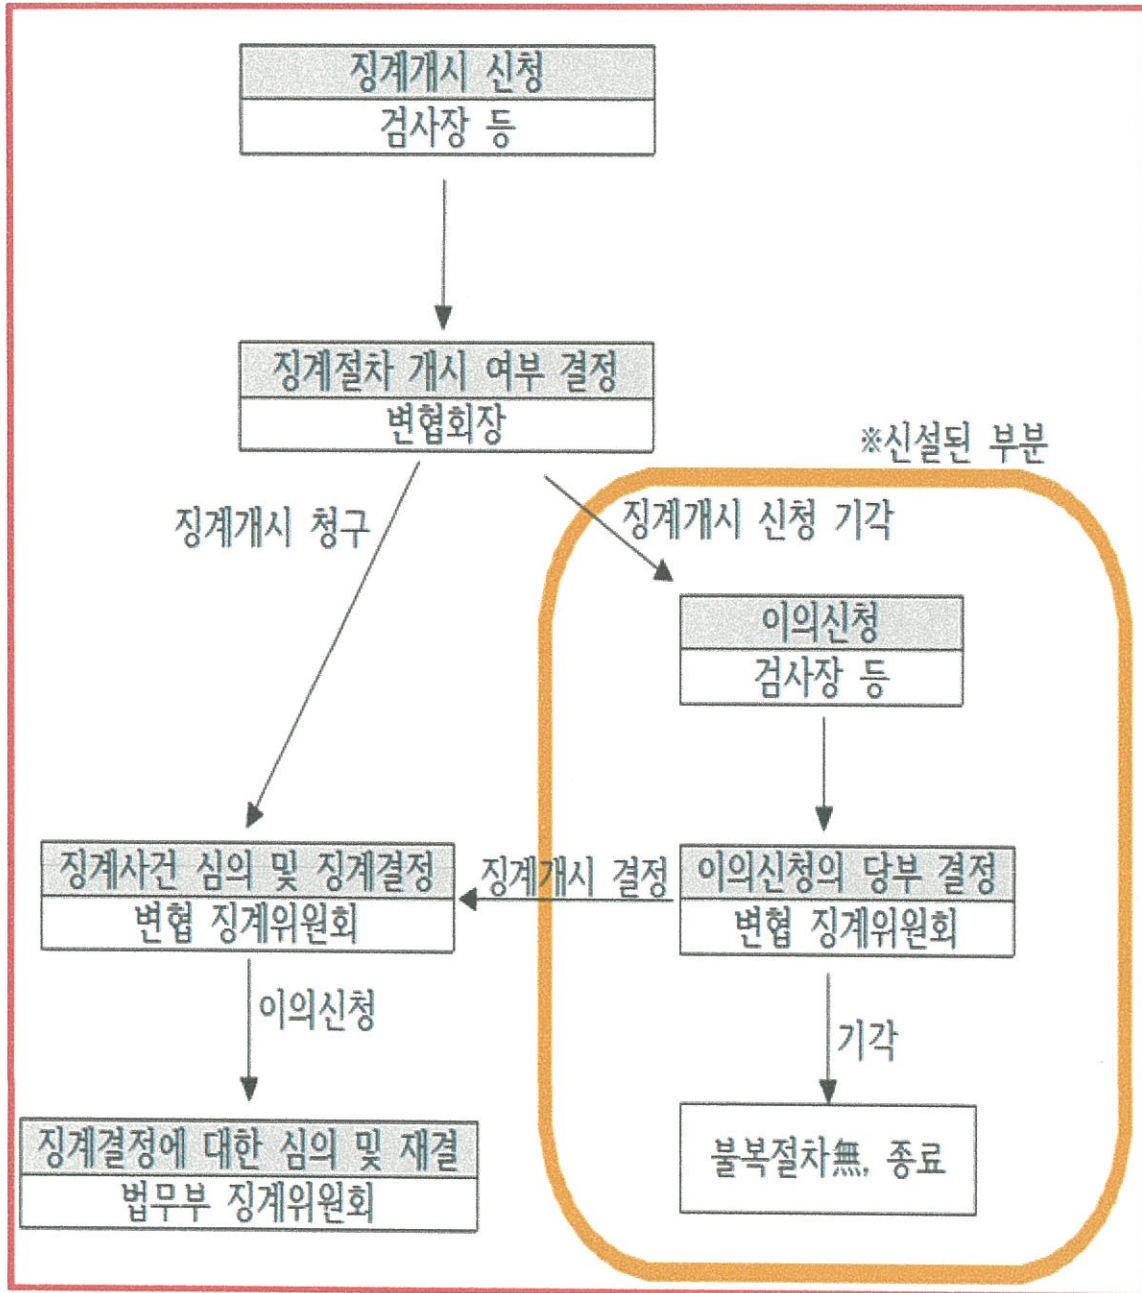 징계개시 신청
검사장 등
징계절차 개시 여부 결정
변협회장
※신설된 부분
징계개시 청구
징계개시 신청 기각
이의신청
검사장 등
징계사건 심의 및 징계결정
변협 징계위원회
징계개시 결정
이의신청의 당부 결정
변협 징계위원회
이의신청
기각
징계결정에 대한 심의 및 재결
법무부 징계위원회
불복절차無, 종료